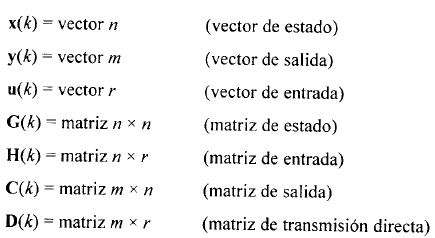 x(k) = vector n (vector de estado)
y(k) = vector m (vector de salida)
u(k) = vector r (vector de entrada)
G(k) = matriz n × n (matriz de estado)
H(k) = matriz n × r (matriz de entrada)
C(k) = matriz m × n (matriz de salida)
D(k) = matriz m × r (matriz de transmisión directa)